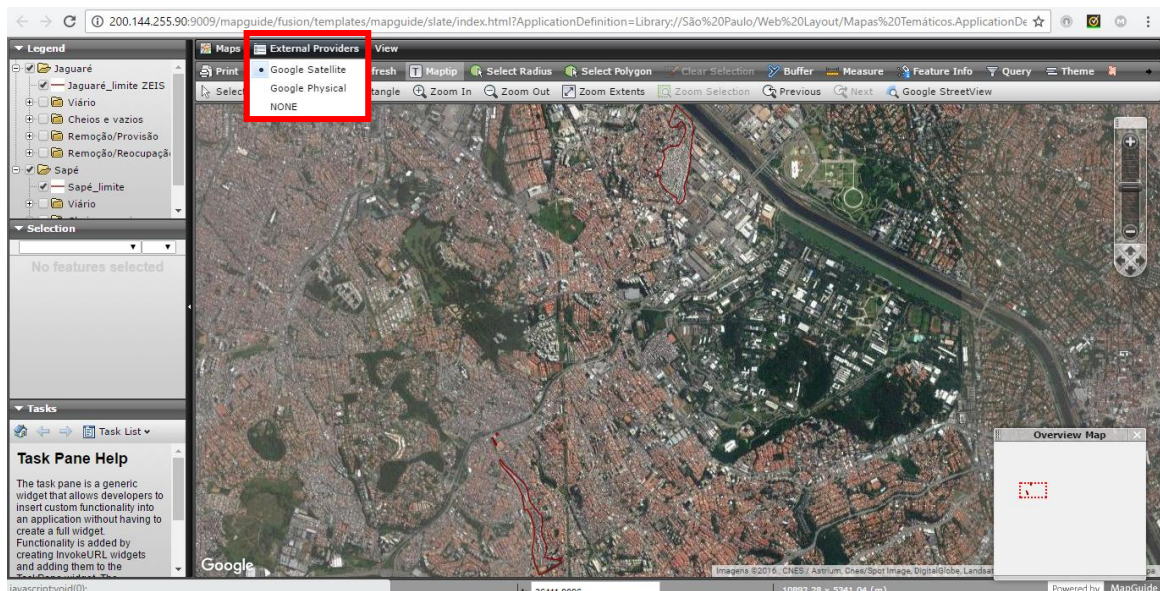 200.144.255.90:9009/mapguide/fusion/templates/mapguide/slate/index.html?ApplicationDefinition=Library://São%20Paulo/Web%20Layout/Mapas%20Temáticos.ApplicationDe
Legend
Maps External Providers View
Print Google Satellite fresh Maptip Select Radius Select Polygon Clear Selection Buffer Measure Feature Info Query Theme
Selec Google Physical tangle Zoom In Zoom Out Zoom Extents Zoom Selection Previous Next Google StreetView
NONE
Jaguaré
Jaguaré_limite ZEIS
Viário
Cheios e vazios
Remoção/Provisão
Remoção/Reocupaçã
Sapé
Sapé_limite
Viário
Selection
No features selected
Tasks
Task List
Task Pane Help
The task pane is a generic
widget that allows developers to
insert custom functionality into
an application without having to
create a full widget.
Functionality is added by
creating InvokeURL widgets
and adding them to the
Overview Map
Google
Imagens ©2016 , CNES / Astrium, Cnes/Spot Image, DigitalGlobe, Landsat
javascript:void(0);
10892.28 x 5341.04 (m)
Powered by MapGuide